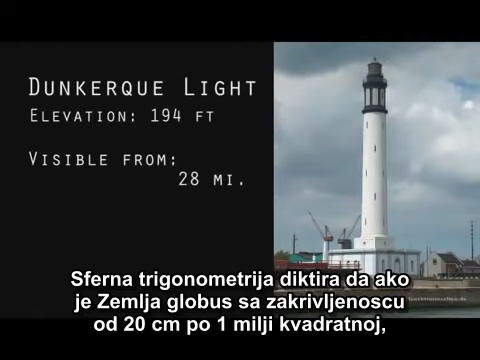 Dunkerque Light
Elevation: 194 ft
Visible from:
28 mi.
Sferna trigonometrija diktira da ako
je Zemlja globus sa zakrivljenoscu
od 20 cm po 1 milji kvadratnoj,